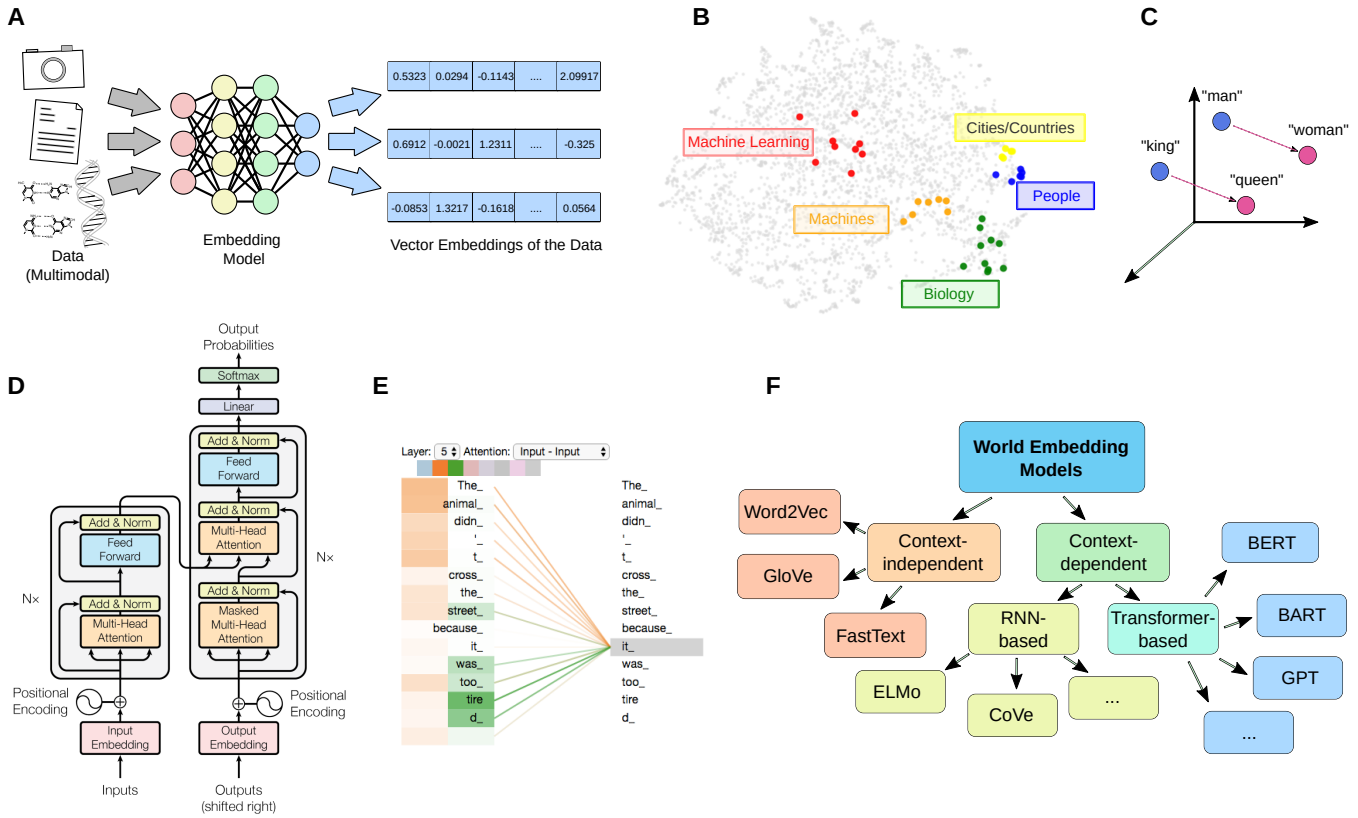 A
0.5323 0.0294 -0.1143 .... 2.09917
0.6912 -0.0021 1.2311 .... -0.325
-0.0853 1.3217 -0.1618 .... 0.0564
Data
(Multimodal)
Embedding
Model
Vector Embeddings of the Data
B
Machine Learning
Cities/Countries
People
Machines
Biology
C
"man"
"woman"
"king"
"queen"
D
Output
Probabilities
Softmax
Linear
Add & Norm
Feed
Forward
Add & Norm
Multi-Head
Attention
Add & Norm
Masked
Multi-Head
Attention
Nx
Add & Norm
Feed
Forward
Add & Norm
Multi-Head
Attention
Nx
Positional
Encoding
Positional
Encoding
Input
Embedding
Output
Embedding
Inputs
Outputs
(shifted right)
E
Layer: 5 Attention: Input - Input
The_ The_
animal_ animal_
didn_ didn_
'_ '_
t_ t_
cross_ cross_
the_ the_
street_ street_
because_ because_
it_ it_
was_ was_
too_ too_
tire tire
d_ d_
F
World Embedding
Models
Word2Vec
GloVe
FastText
Context-
independent
Context-
dependent
RNN-
based
Transformer-
based
ELMo
CoVe
...
BERT
BART
GPT
...